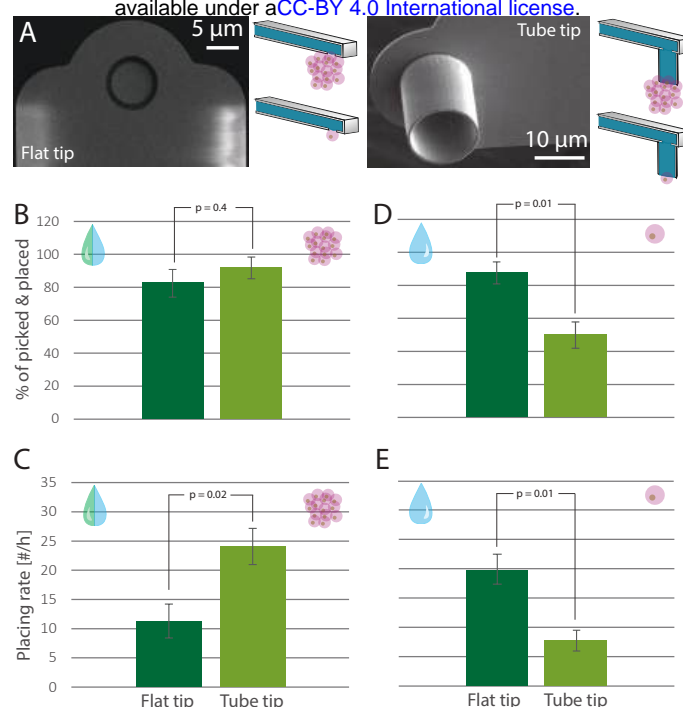 available under aCC-BY 4.0 International license.
A
5 µm
Flat tip
Tube tip
10 µm
B
p = 0.4
% of picked & placed
120
100
80
60
40
20
0
D
p = 0.01
C
p = 0.02
Placing rate [#/h]
35
30
25
20
15
10
5
0
Flat tip Tube tip
E
p = 0.01
Flat tip Tube tip